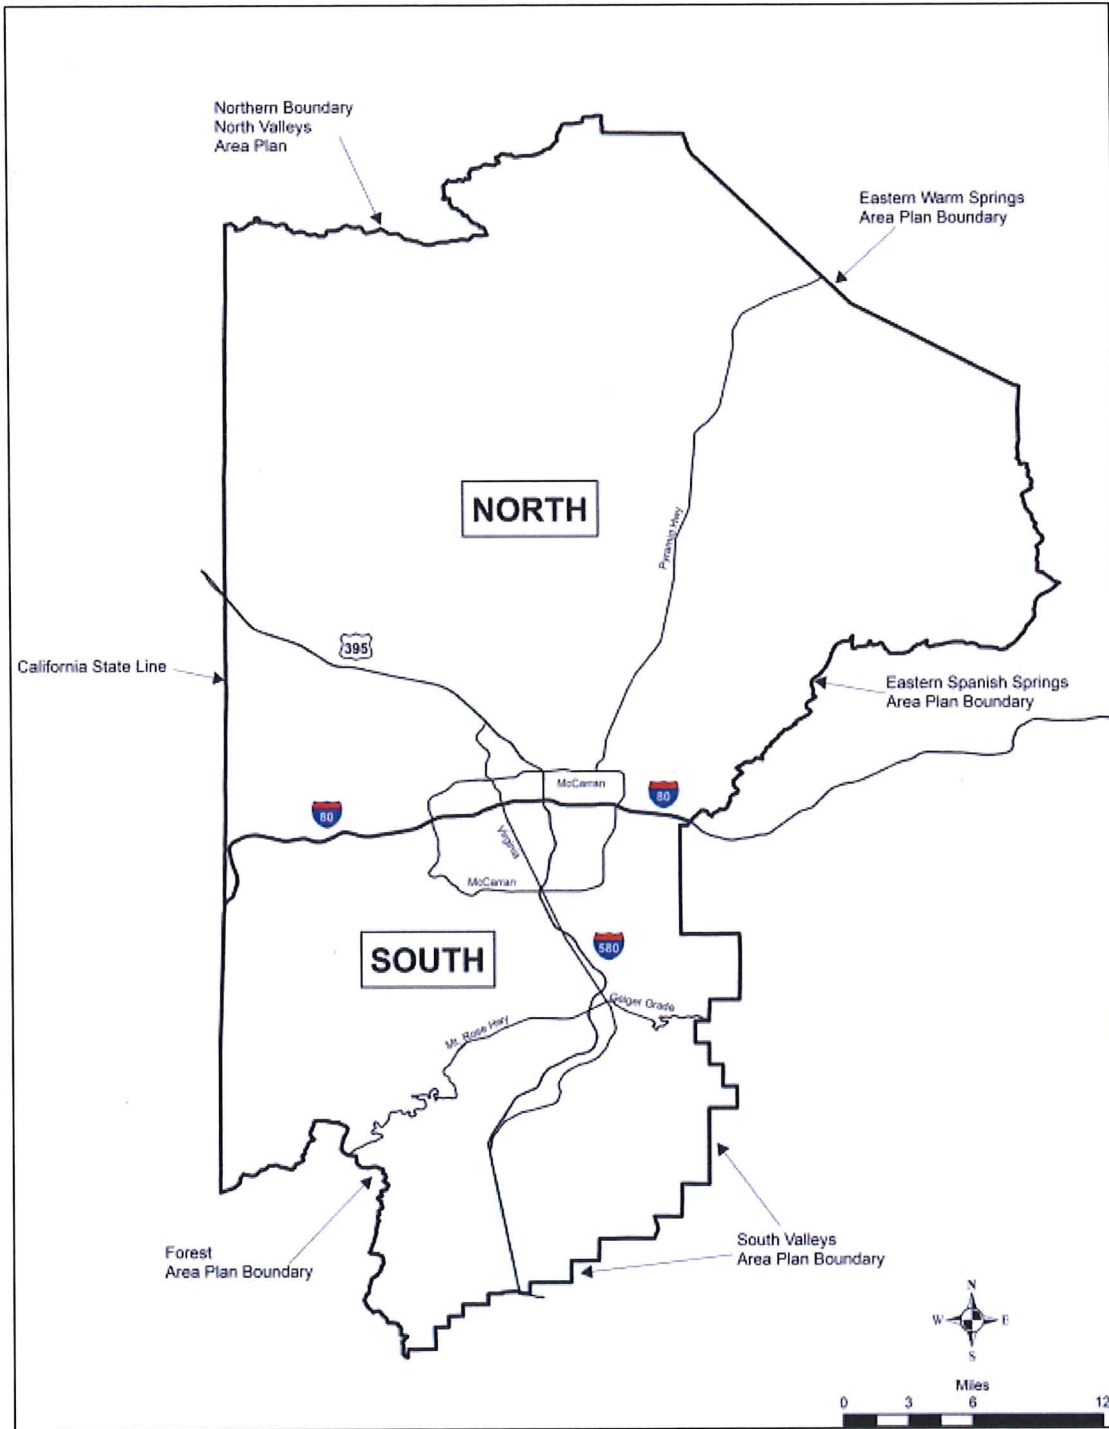 Northern Boundary
North Valleys
Area Plan
Eastern Warm Springs
Area Plan Boundary
NORTH
Pyramid Hwy
395
California State Line
Eastern Spanish Springs
Area Plan Boundary
McCarran
80
80
Virginia
McCarran
580
SOUTH
Geiger Grade
Mt. Rose Hwy
South Valleys
Area Plan Boundary
Forest
Area Plan Boundary
N
W E
S
Miles
0 3 6 12